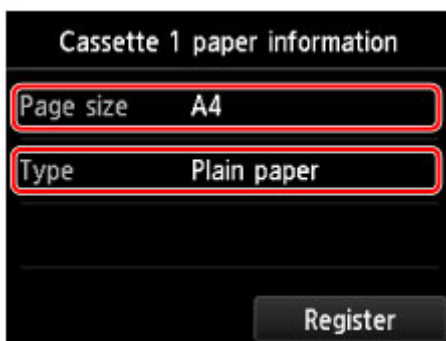 Cassette 1 paper information
Page size A4
Type Plain paper
Register